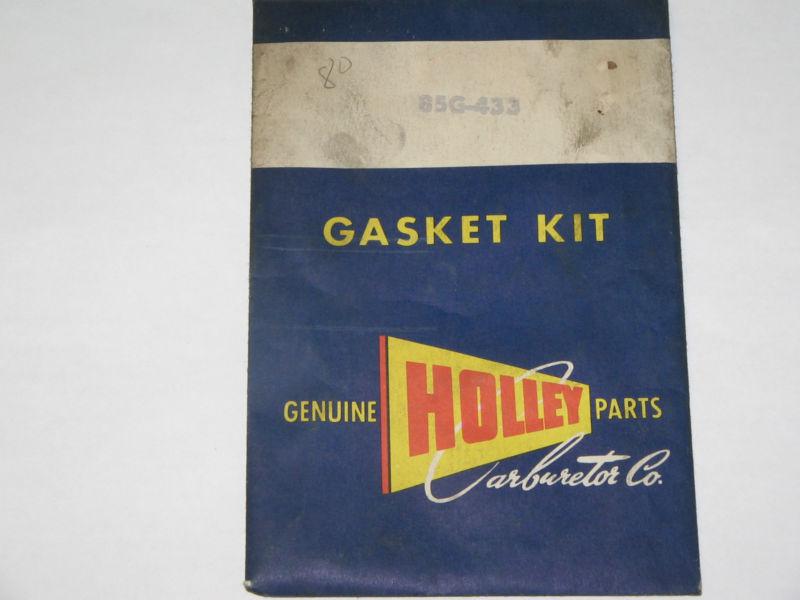 80
85G-433
GASKET KIT
GENUINE HOLLEY PARTS
Carburetor Co.